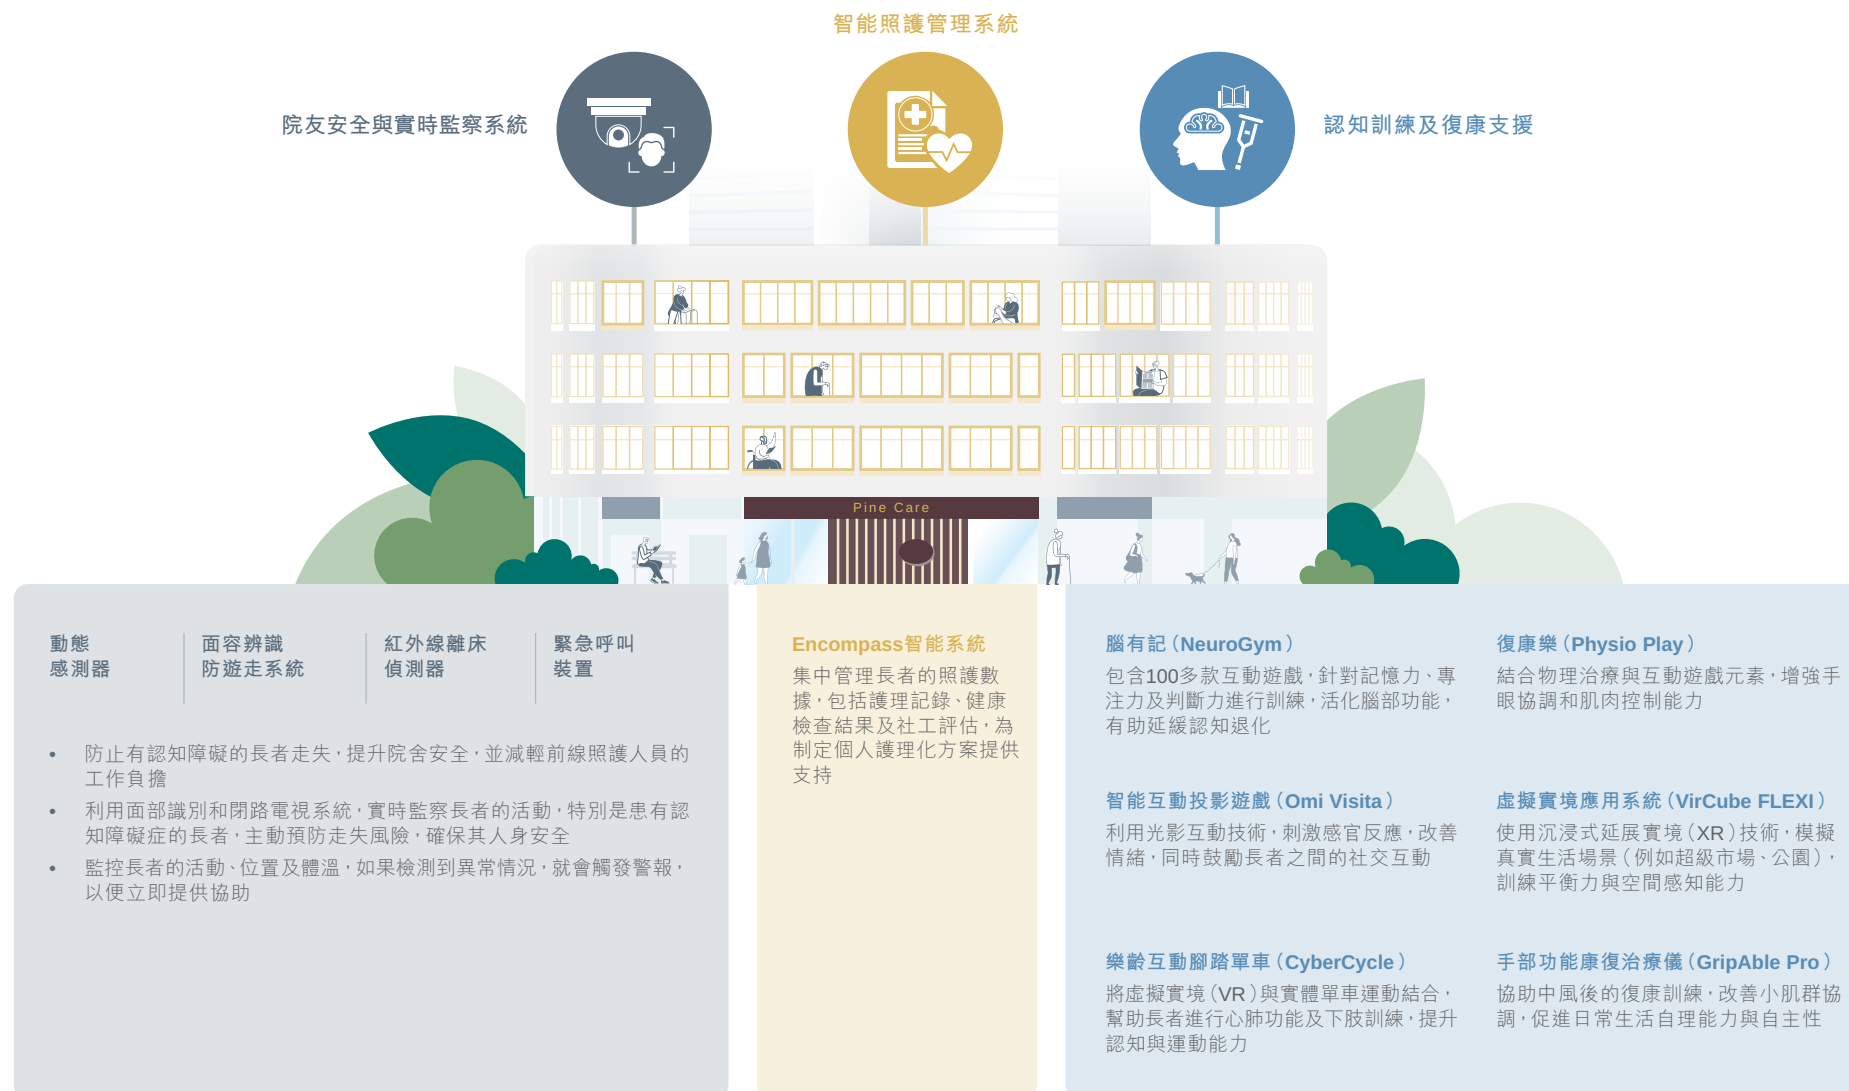 智能照護管理系統
院友安全與實時監察系統
認知訓練及復康支援
Pine Care
動態
感測器
面容辨識
防遊走系統
紅外線離床
偵測器
緊急呼叫
裝置
• 防止有認知障礙的長者走失，提升院舍安全，並減輕前線照護人員的
工作負擔
• 利用面部識別和閉路電視系統，實時監察長者的活動，特別是患有認
知障礙症的長者，主動預防走失風險，確保其人身安全
• 監控長者的活動、位置及體溫，如果檢測到異常情況，就會觸發警報，
以便立即提供協助
Encompass智能系統
集中管理長者的照護數
據，包括護理記錄、健康
檢查結果及社工評估，為
制定個人護理化方案提供
支持
腦有記（NeuroGym）
包含100多款互動遊戲，針對記憶力、專
注力及判斷力進行訓練，活化腦部功能，
有助延緩認知退化
復康樂（Physio Play）
結合物理治療與互動遊戲元素，增強手
眼協調和肌肉控制能力
智能互動投影遊戲（Omi Visita）
利用光影互動技術，刺激感官反應，改善
情緒，同時鼓勵長者之間的社交互動
虛擬實境應用系統（VirCube FLEXI）
使用沉浸式延展實境（XR）技術，模擬
真實生活場景（例如超級市場、公園），
訓練平衡力與空間感知能力
樂齡互動腳踏單車（CyberCycle）
將虛擬實境（VR）與實體單車運動結合，
幫助長者進行心肺功能及下肢訓練，提升
認知與運動能力
手部功能康復治療儀（GripAble Pro）
協助中風後的復康訓練，改善小肌群協
調，促進日常生活自理能力與自主性